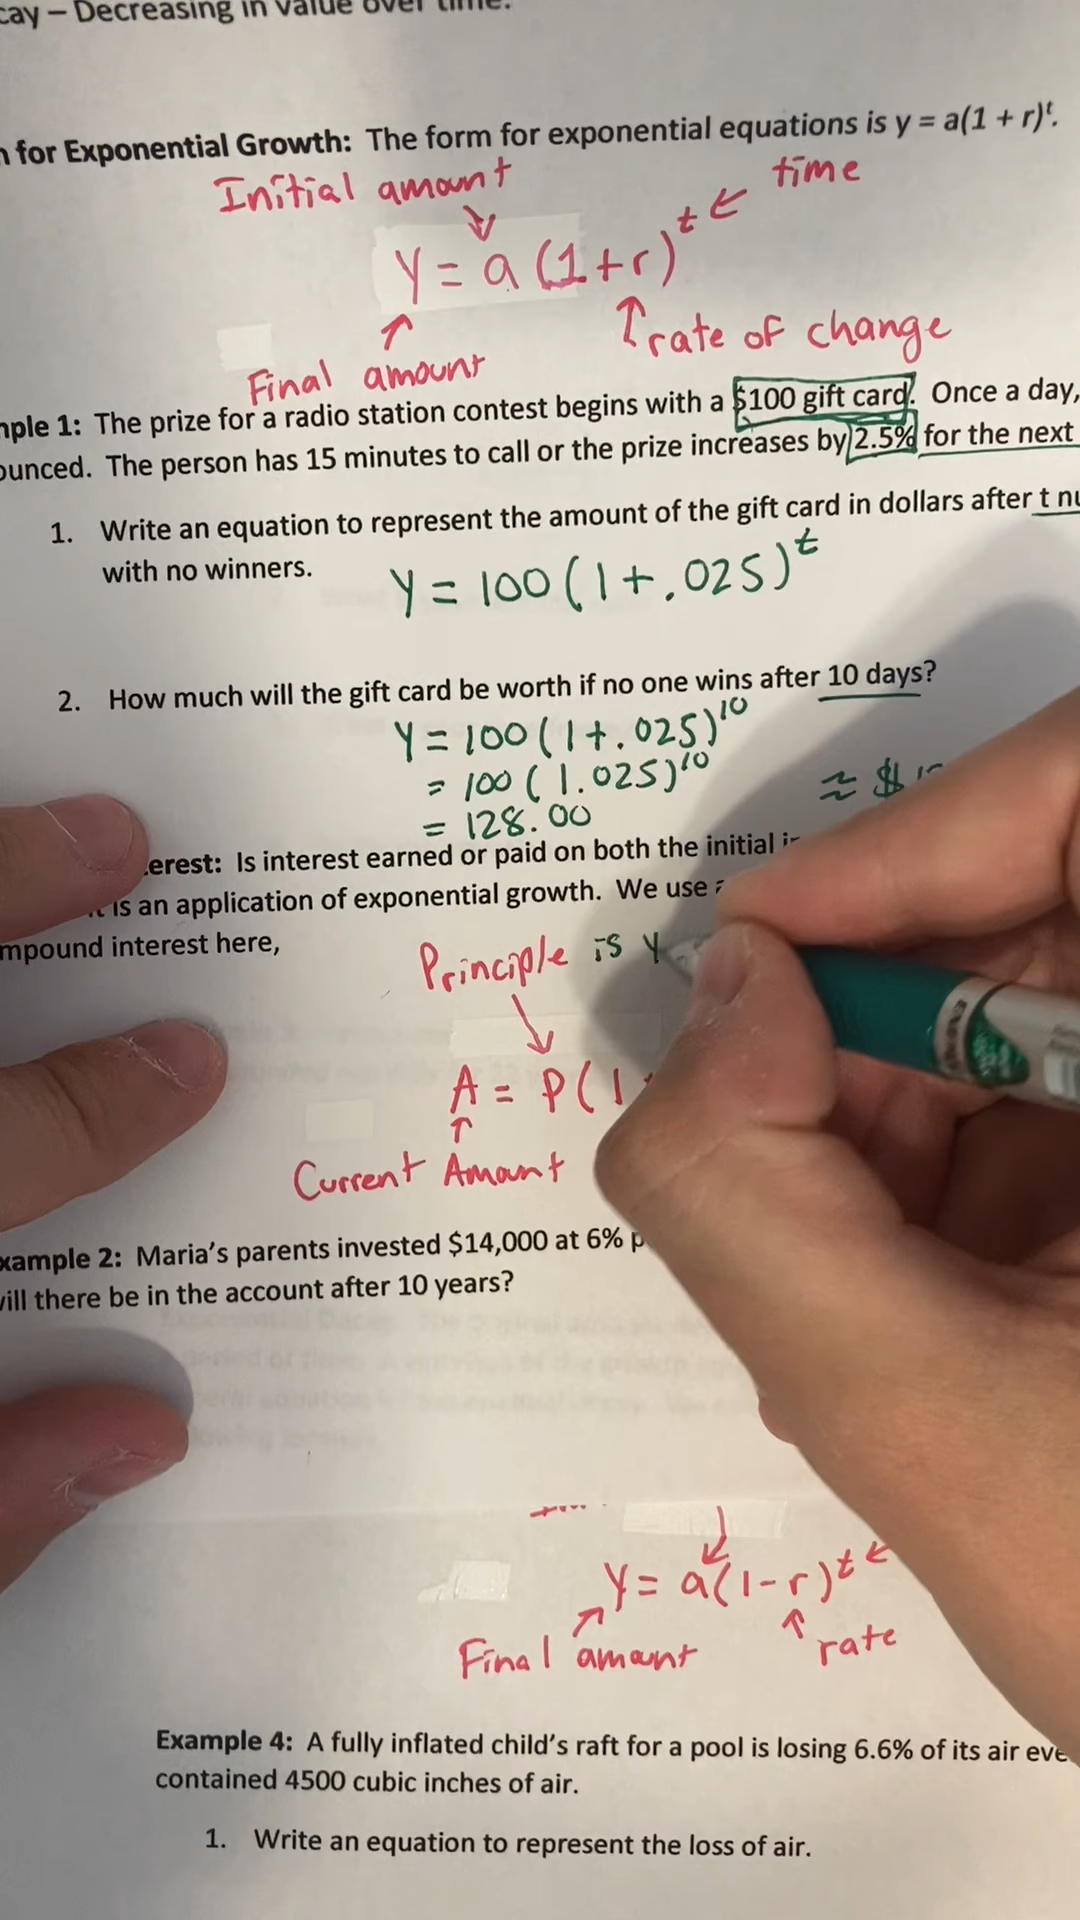 – Decreasing in value over time.
for Exponential Growth: The form for exponential equations is y = a(1 + r)ᵗ.
Initial amount
time
y = a (1+r)ᵗ
rate of change
Final amount
1: The prize for a radio station contest begins with a $100 gift card. Once a day,
The person has 15 minutes to call or the prize increases by 2.5% for the next
1. Write an equation to represent the amount of the gift card in dollars after t
with no winners.
Y = 100 (1 + .025)ᵗ
2. How much will the gift card be worth if no one wins after 10 days?
Y = 100 (1+.025)¹⁰
= 100 (1.025)¹⁰
≈ $
= 128.00
Is interest earned or paid on both the initial
is an application of exponential growth. We use
interest here,
Principle is
A = P(1
Current Amount
Example 2: Maria's parents invested $14,000 at 6%
will there be in the account after 10 years?
y = a(1-r)ᵗ
Final amount
rate
Example 4: A fully inflated child's raft for a pool is losing 6.6% of its air
contained 4500 cubic inches of air.
1. Write an equation to represent the loss of air.